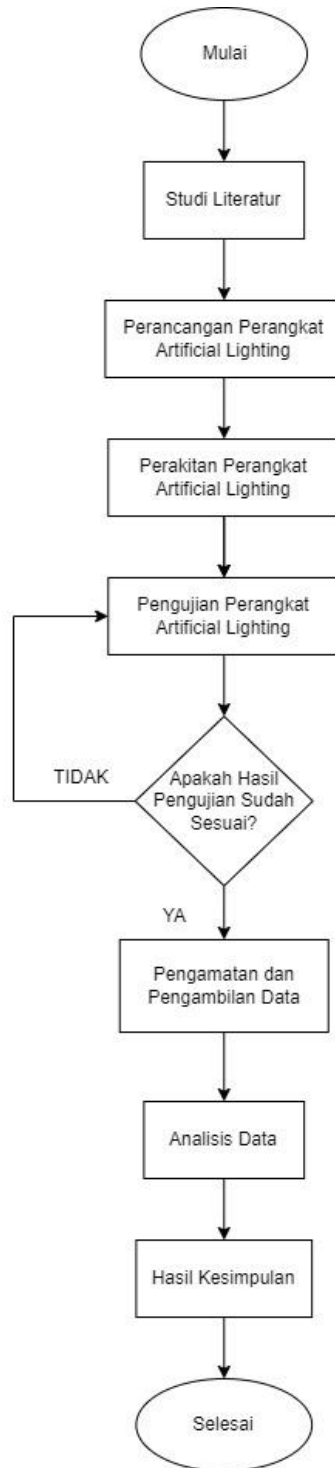 Mulai
Studi Literatur
Perancangan Perangkat
Artificial Lighting
Perakitan Perangkat
Artificial Lighting
Pengujian Perangkat
Artificial Lighting
TIDAK
Apakah Hasil
Pengujian Sudah
Sesuai?
YA
Pengamatan dan
Pengambilan Data
Analisis Data
Hasil Kesimpulan
Selesai